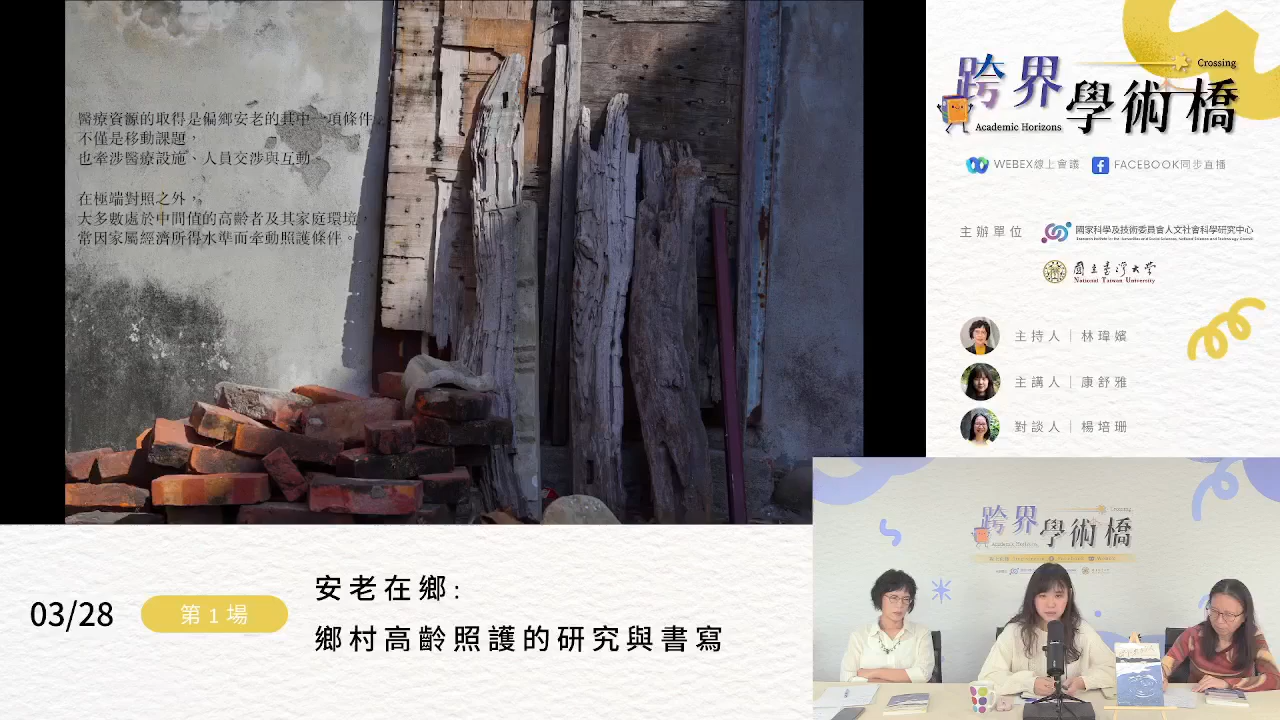 醫療資源的取得是偏鄉安老的其中一項條件，
不僅是移動課題，
也牽涉醫療設施、人員交涉與互動。
在極端對照之外，
大多數處於中間值的高齡者及其家庭環境，
常因家屬經濟所得水準而牽動照護條件。
跨界 Crossing
學術橋
Academic Horizons
WEBEX線上會議 FACEBOOK同步直播
主辦單位 國家科學及技術委員會人文社會科學研究中心
國立臺灣大學
National Taiwan University
主持人｜林瑋嬪
主講人｜康舒雅
對談人｜楊培珊
03/28 第1場
安老在鄉：
鄉村高齡照護的研究與書寫
跨界 Crossing
學術橋
Academic Horizons